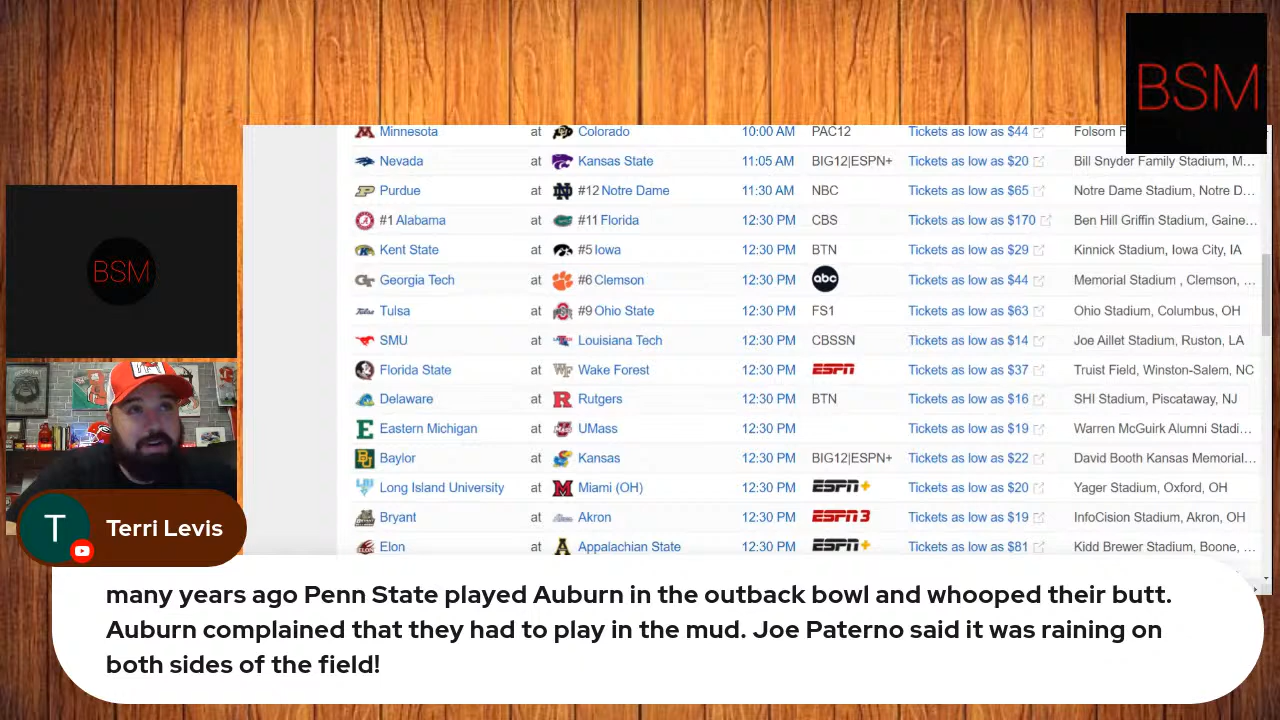 BSM
Minnesota at Colorado 10:00 AM PAC12 Tickets as low as $44 Folsom F
Nevada at Kansas State 11:05 AM BIG12|ESPN+ Tickets as low as $20 Bill Snyder Family Stadium, M...
Purdue at #12 Notre Dame 11:30 AM NBC Tickets as low as $65 Notre Dame Stadium, Notre D...
#1 Alabama at #11 Florida 12:30 PM CBS Tickets as low as $170 Ben Hill Griffin Stadium, Gaine...
Kent State at #5 Iowa 12:30 PM BTN Tickets as low as $29 Kinnick Stadium, Iowa City, IA
Georgia Tech at #6 Clemson 12:30 PM abc Tickets as low as $44 Memorial Stadium , Clemson, ...
Tulsa at #9 Ohio State 12:30 PM FS1 Tickets as low as $63 Ohio Stadium, Columbus, OH
SMU at Louisiana Tech 12:30 PM CBSSN Tickets as low as $14 Joe Aillet Stadium, Ruston, LA
Florida State at Wake Forest 12:30 PM ESPN Tickets as low as $37 Truist Field, Winston-Salem, NC
Delaware at Rutgers 12:30 PM BTN Tickets as low as $16 SHI Stadium, Piscataway, NJ
Eastern Michigan at UMass 12:30 PM Tickets as low as $19 Warren McGuirk Alumni Stadi...
Baylor at Kansas 12:30 PM BIG12|ESPN+ Tickets as low as $22 David Booth Kansas Memorial...
Long Island University at Miami (OH) 12:30 PM ESPN+ Tickets as low as $20 Yager Stadium, Oxford, OH
Bryant at Akron 12:30 PM ESPN3 Tickets as low as $19 InfoCision Stadium, Akron, OH
Elon at Appalachian State 12:30 PM ESPN+ Tickets as low as $81 Kidd Brewer Stadium, Boone, ...
BSM
T Terri Levis
many years ago Penn State played Auburn in the outback bowl and whooped their butt.
Auburn complained that they had to play in the mud. Joe Paterno said it was raining on
both sides of the field!